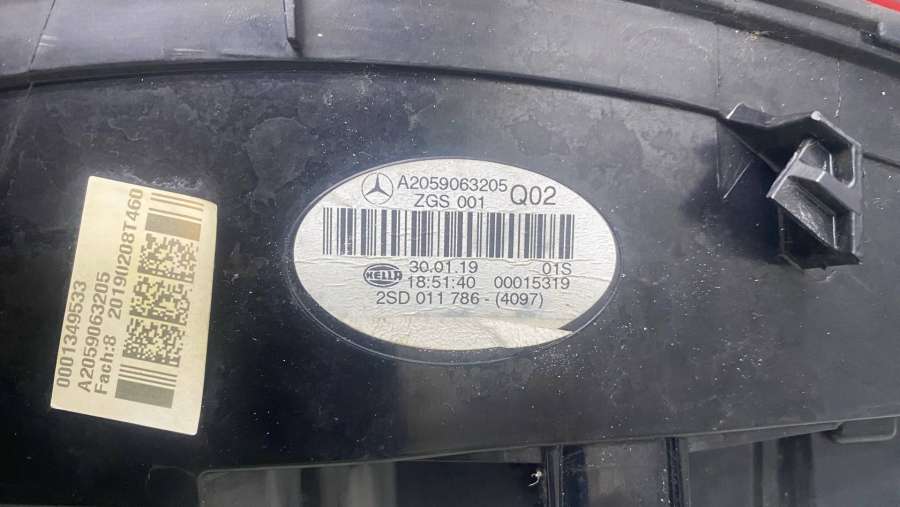 A2059063205
ZGS 001 Q02
30.01.19 01S
HELLA 18:51:40 00015319
2SD 011 786 - (4097)
0001349533
A2059063205
Fach:8 2019U208T460